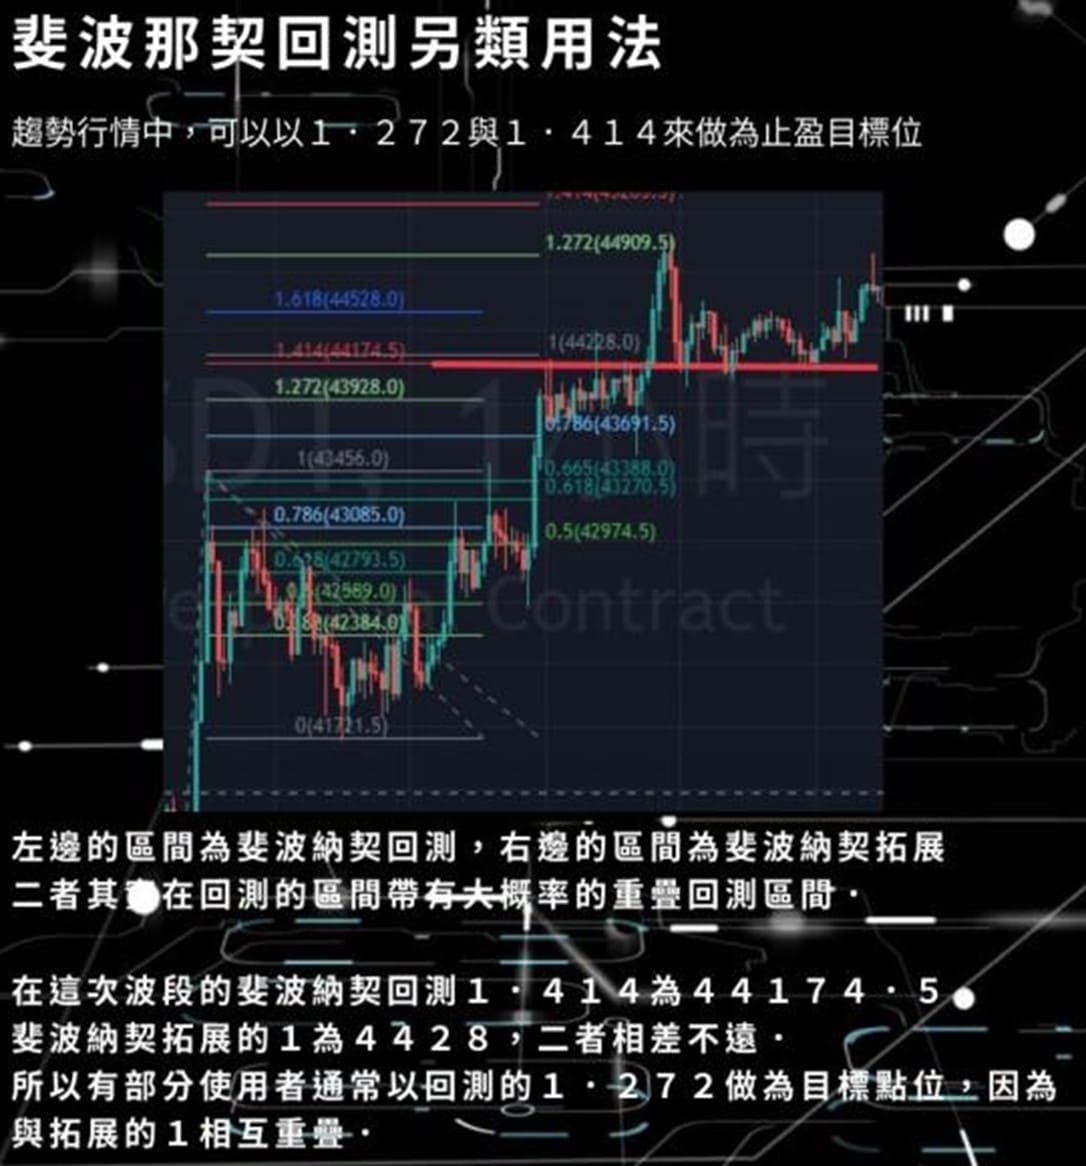 斐波那契回測另類用法
趨勢行情中，可以以１．２７２與１．４１４來做為止盈目標位
1.272(44909.5)
1.618(44528.0)
1(44228.0)
1.414(44174.5)
1.272(43928.0)
0.786(43691.5)
1(43456.0)
0.665(43388.0)
0.618(43270.5)
0.786(43085.0)
0.5(42974.5)
0.618(42793.5)
0.5(42589.0)
0.382(42384.0)
Contract
0(41721.5)
左邊的區間為斐波納契回測，右邊的區間為斐波納契拓展
二者其實在回測的區間帶有大概率的重疊回測區間．
在這次波段的斐波納契回測１．４１４為４４１７４．５
斐波納契拓展的１為４４２８，二者相差不遠．
所以有部分使用者通常以回測的１．２７２做為目標點位，因為
與拓展的１相互重疊．